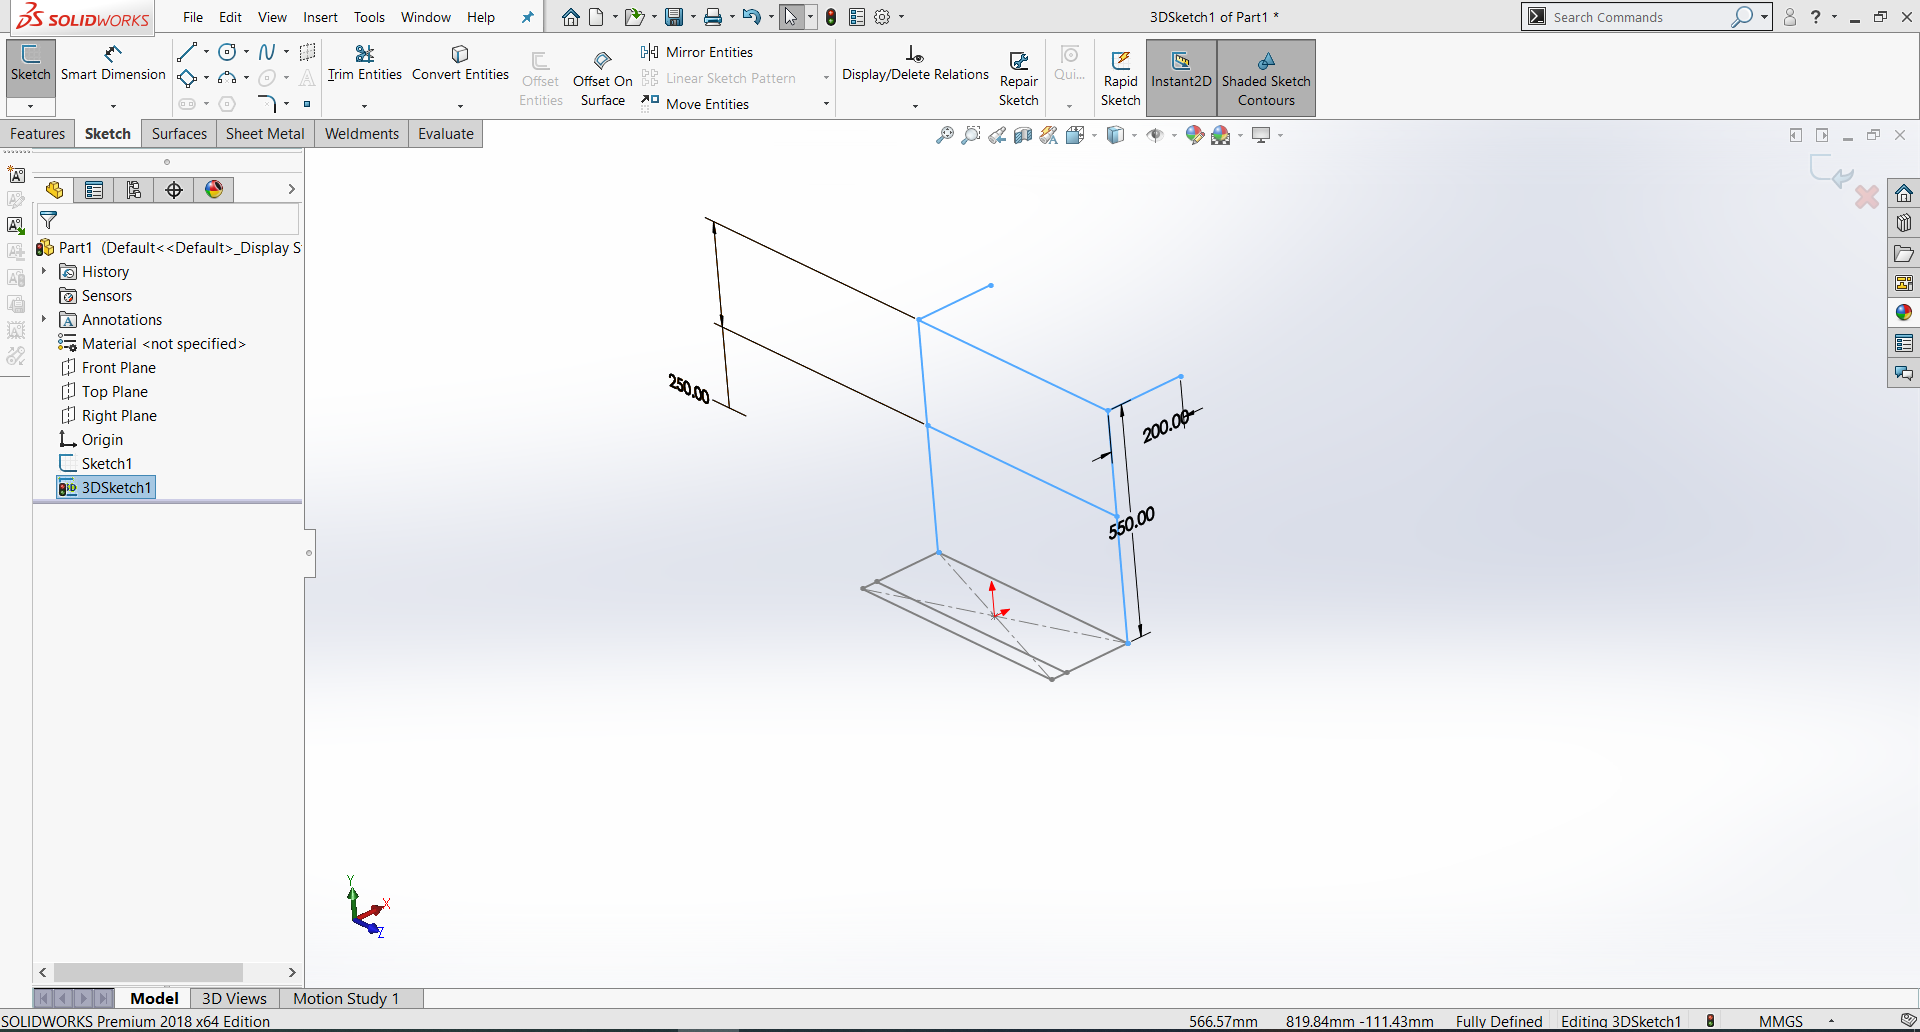 SOLIDWORKS
File Edit View Insert Tools Window Help
3DSketch1 of Part1 *
Search Commands
?
Sketch
Smart Dimension
Trim Entities
Convert Entities
Offset Entities
Offset On Surface
Mirror Entities
Linear Sketch Pattern
Move Entities
Display/Delete Relations
Repair Sketch
Qui...
Rapid Sketch
Instant2D
Shaded Sketch Contours
Features Sketch Surfaces Sheet Metal Weldments Evaluate
Part1 (Default<<Default>_Display S
History
Sensors
Annotations
Material <not specified>
Front Plane
Top Plane
Right Plane
Origin
Sketch1
3DSketch1
250.00
200.00
550.00
Y
X
Z
Model 3D Views Motion Study 1
SOLIDWORKS Premium 2018 x64 Edition
566.57mm 819.84mm -111.43mm Fully Defined Editing 3DSketch1 MMGS